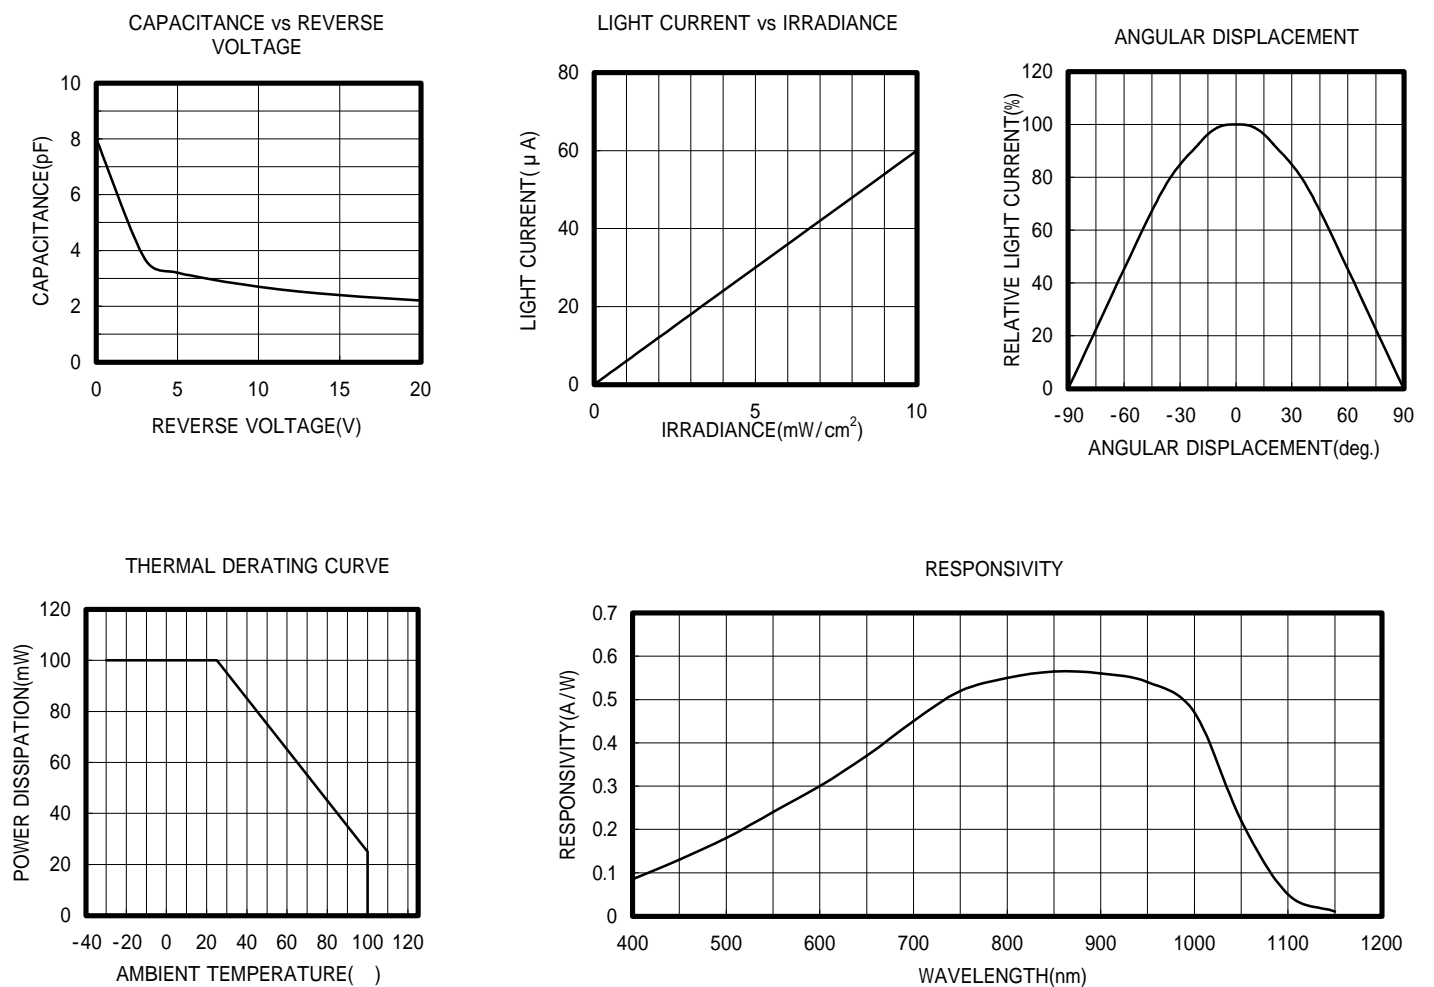 CAPACITANCE vs REVERSE
VOLTAGE
10
8
6
4
2
0
CAPACITANCE(pF)
0 5 10 15 20
REVERSE VOLTAGE(V)
LIGHT CURRENT vs IRRADIANCE
80
60
40
20
0
LIGHT CURRENT( μ A)
0 5 10
IRRADIANCE(mW/cm²)
ANGULAR DISPLACEMENT
120
100
80
60
40
20
0
RELATIVE LIGHT CURRENT(%)
-90 -60 -30 0 30 60 90
ANGULAR DISPLACEMENT(deg.)
THERMAL DERATING CURVE
120
100
80
60
40
20
0
POWER DISSIPATION(mW)
-40 -20 0 20 40 60 80 100 120
AMBIENT TEMPERATURE( )
RESPONSIVITY
0.7
0.6
0.5
0.4
0.3
0.2
0.1
0
RESPONSIVITY(A/W)
400 500 600 700 800 900 1000 1100 1200
WAVELENGTH(nm)